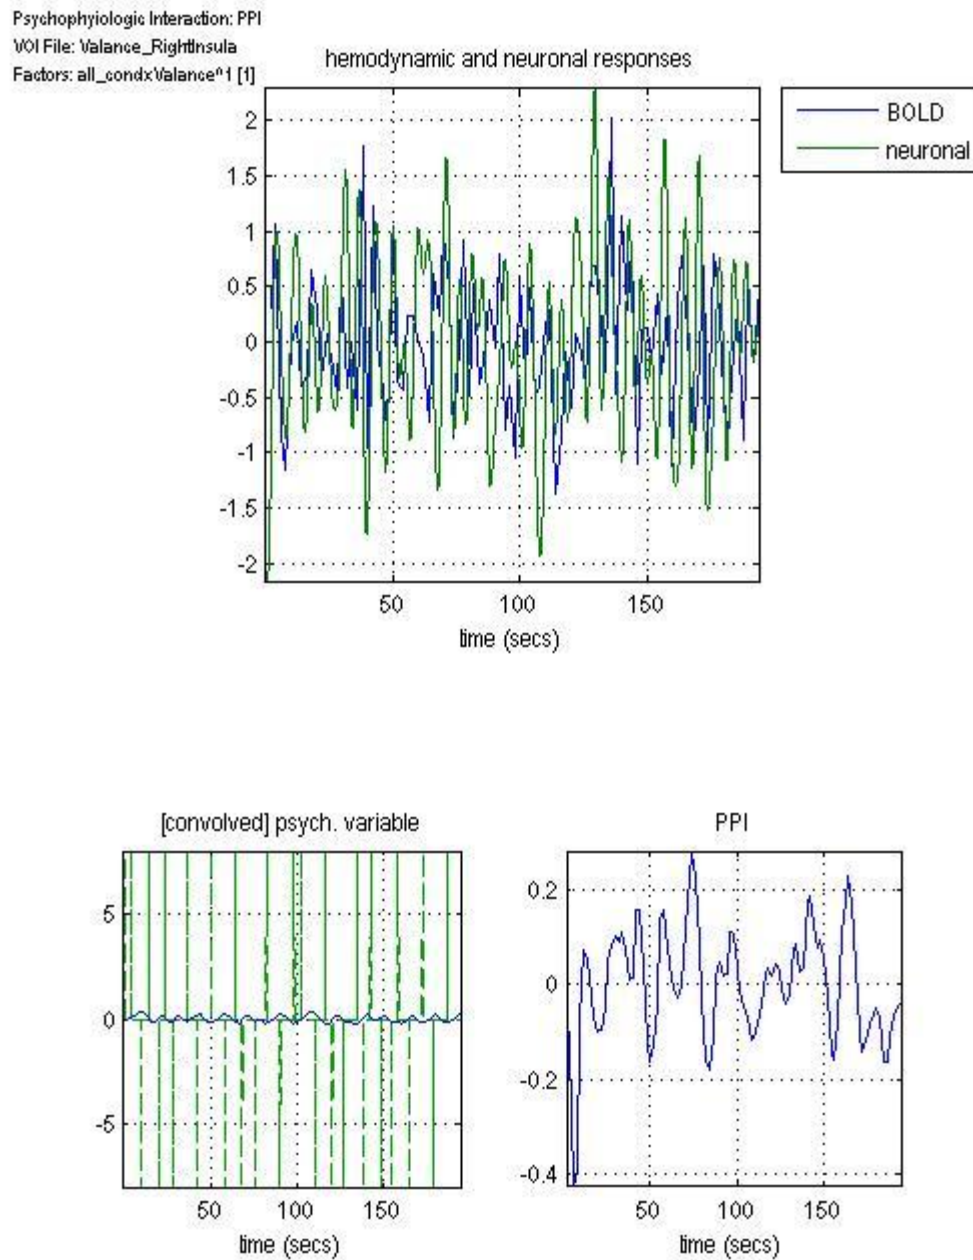 Psychophyiologic Interaction: PPI
VOI File: Valance_RightInsula
Factors: all_condxValance^1 [1]
hemodynamic and neuronal responses
BOLD
neuronal
2
1.5
1
0.5
0
-0.5
-1
-1.5
-2
50 100 150
time (secs)
[convolved] psych. variable
5
0
-5
50 100 150
time (secs)
PPI
0.2
0
-0.2
-0.4
50 100 150
time (secs)